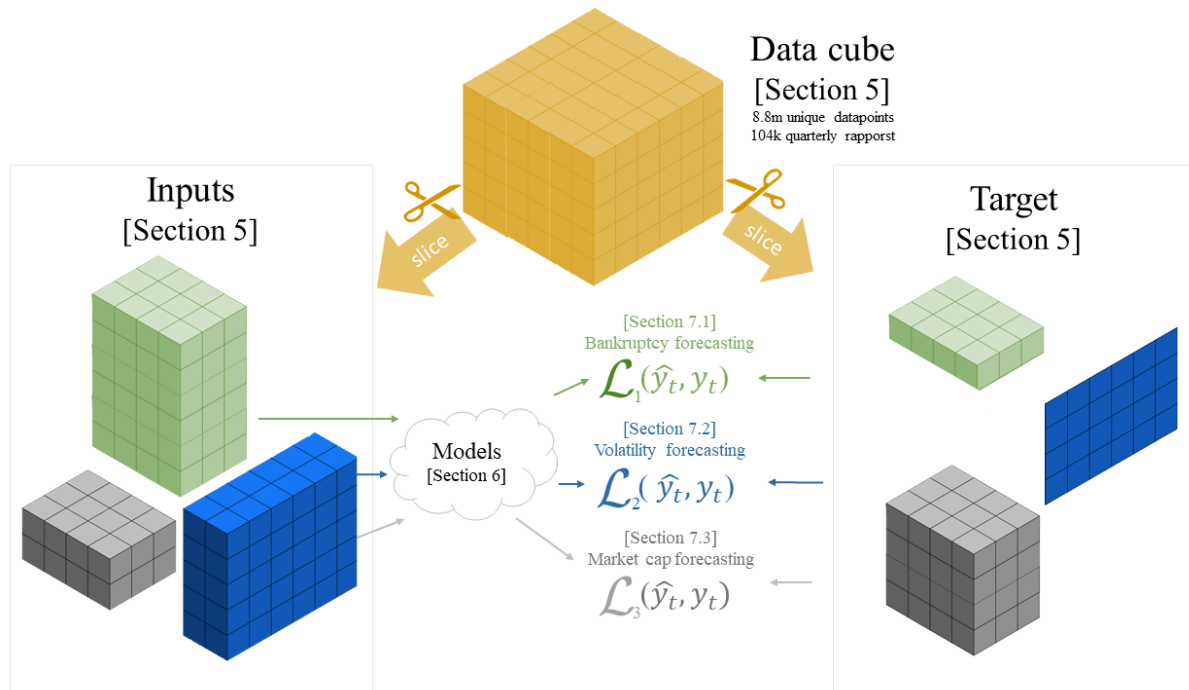 Data cube
[Section 5]
8.8m unique datapoints
104k quarterly rapporst
slice
slice
Inputs
[Section 5]
Target
[Section 5]
[Section 7.1]
Bankruptcy forecasting
ℒ₁(ŷₜ, yₜ)
Models
[Section 6]
[Section 7.2]
Volatility forecasting
ℒ₂(ŷₜ, yₜ)
[Section 7.3]
Market cap forecasting
ℒ₃(ŷₜ, yₜ)